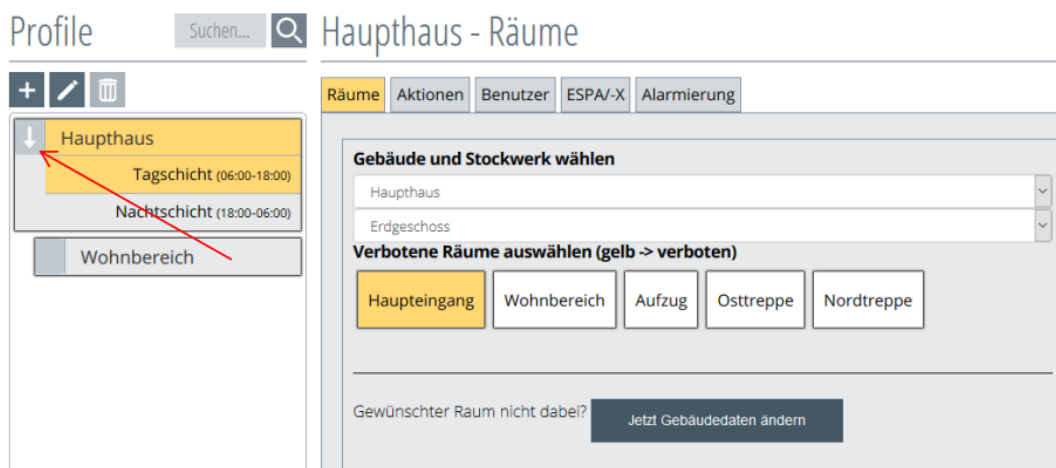 Profile
Suchen...
Haupthaus
Tagschicht (06:00-18:00)
Nachtschicht (18:00-06:00)
Wohnbereich
Haupthaus - Räume
Räume Aktionen Benutzer ESPA/-X Alarmierung
Gebäude und Stockwerk wählen
Haupthaus
Erdgeschoss
Verbotene Räume auswählen (gelb -> verboten)
Haupteingang Wohnbereich Aufzug Osttreppe Nordtreppe
Gewünschter Raum nicht dabei? Jetzt Gebäudedaten ändern